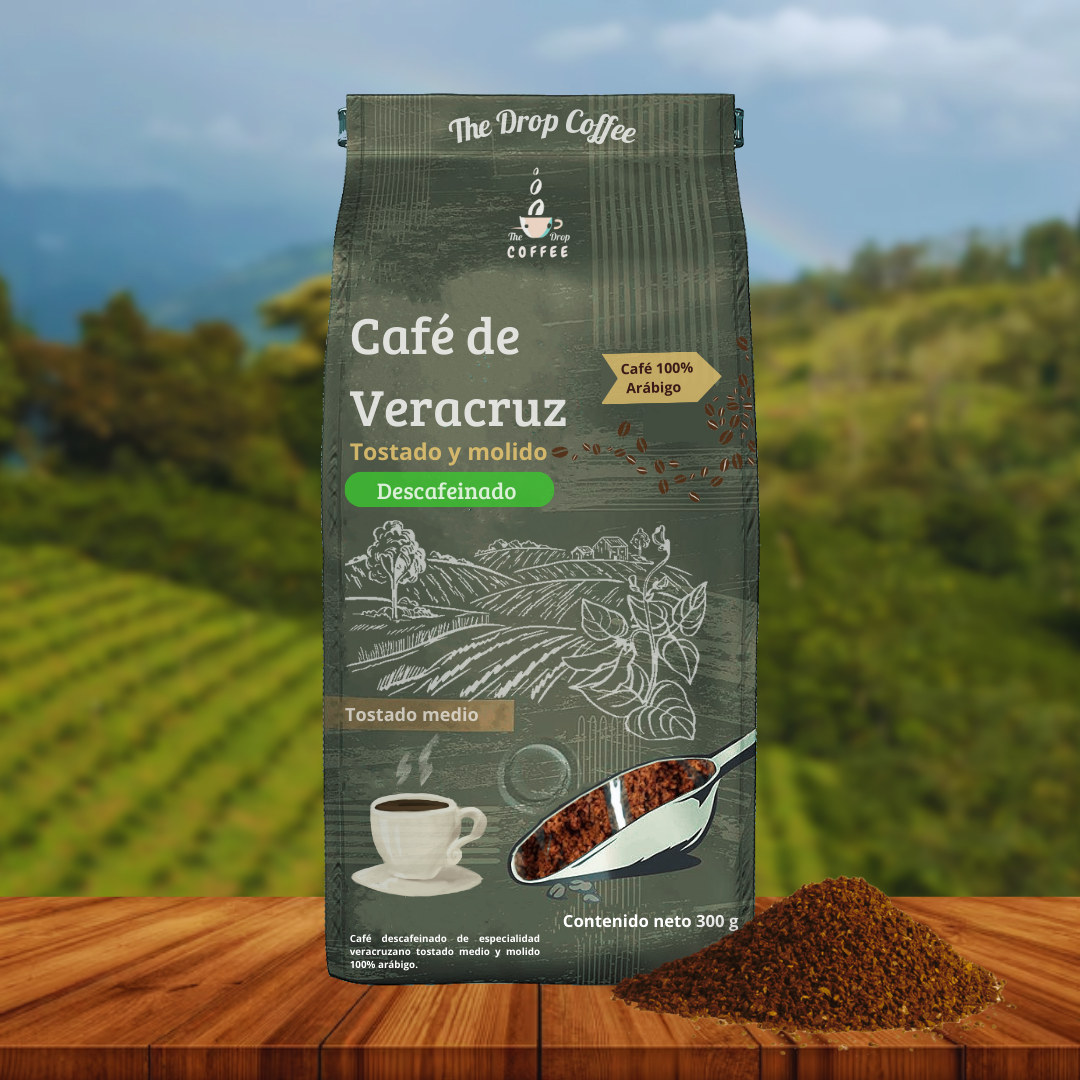 The Drop Coffee
The Drop
COFFEE
Café de
Veracruz
Café 100%
Arábigo
Tostado y molido
Descafeinado
Tostado medio
Contenido neto 300 g
Café descafeinado de especialidad
veracruzano tostado medio y molido
100% arábigo.